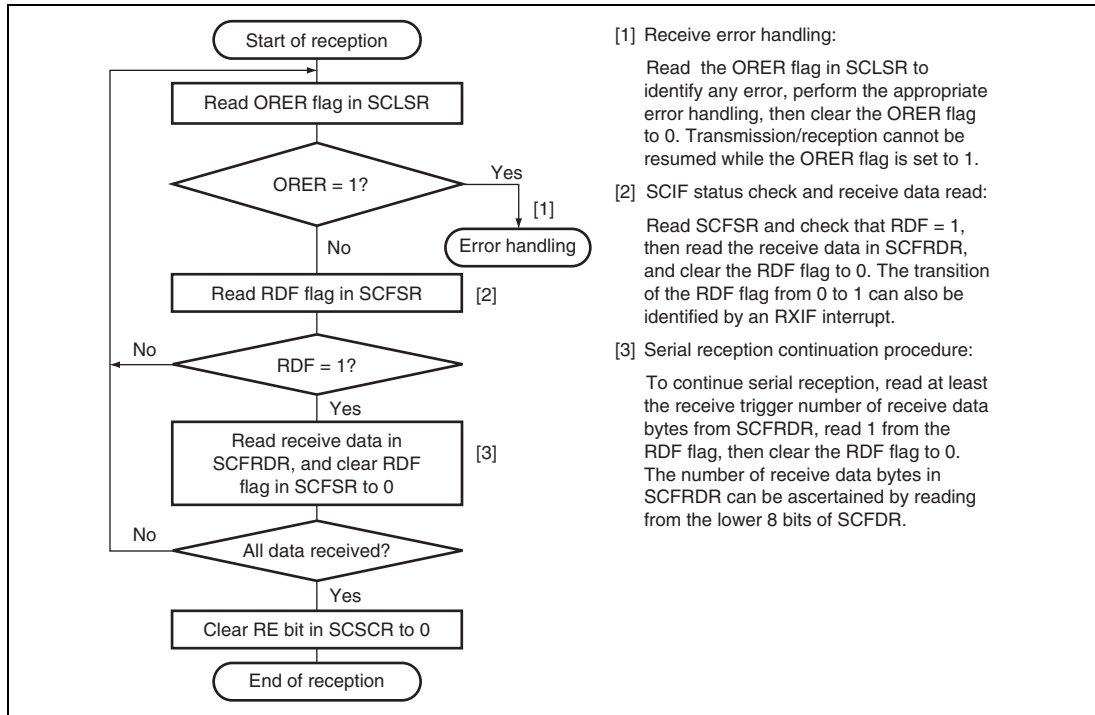 Start of reception
Read ORER flag in SCLSR
ORER = 1?
Yes
[1]
Error handling
No
Read RDF flag in SCFSR
[2]
No
RDF = 1?
Yes
Read receive data in
SCFRDR, and clear RDF
flag in SCFSR to 0
[3]
No
All data received?
Yes
Clear RE bit in SCSCR to 0
End of reception
[1] Receive error handling:
Read the ORER flag in SCLSR to
identify any error, perform the appropriate
error handling, then clear the ORER flag
to 0. Transmission/reception cannot be
resumed while the ORER flag is set to 1.
[2] SCIF status check and receive data read:
Read SCFSR and check that RDF = 1,
then read the receive data in SCFRDR,
and clear the RDF flag to 0. The transition
of the RDF flag from 0 to 1 can also be
identified by an RXIF interrupt.
[3] Serial reception continuation procedure:
To continue serial reception, read at least
the receive trigger number of receive data
bytes from SCFRDR, read 1 from the
RDF flag, then clear the RDF flag to 0.
The number of receive data bytes in
SCFRDR can be ascertained by reading
from the lower 8 bits of SCFDR.